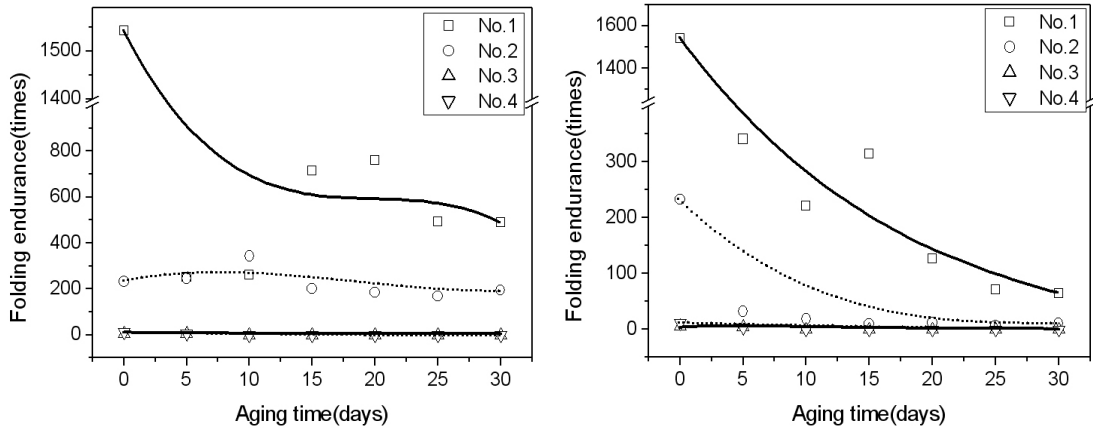 1500
1400
800
600
400
200
0
Folding endurance(times)
No.1
No.2
No.3
No.4
0 5 10 15 20 25 30
Aging time(days)
1600
1400
300
200
100
0
Folding endurance(times)
No.1
No.2
No.3
No.4
0 5 10 15 20 25 30
Aging time(days)